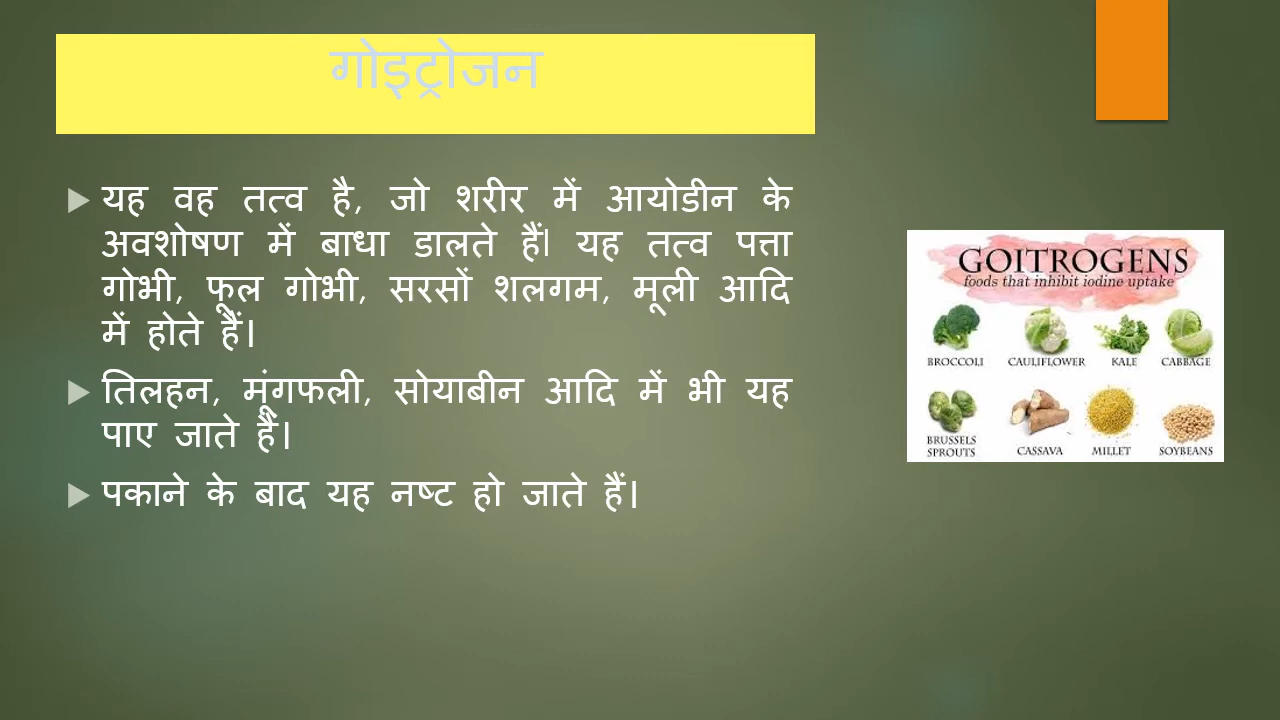 गोइट्रोजन
यह वह तत्व है, जो शरीर में आयोडीन के
अवशोषण में बाधा डालते हैं। यह तत्व पत्ता
गोभी, फूल गोभी, सरसों शलगम, मूली आदि
में होते हैं।
तिलहन, मूंगफली, सोयाबीन आदि में भी यह
पाए जाते हैं।
पकाने के बाद यह नष्ट हो जाते हैं।
GOITROGENS
foods that inhibit iodine uptake
BROCCOLI CAULIFLOWER KALE CABBAGE
BRUSSELS
SPROUTS CASSAVA MILLET SOYBEANS